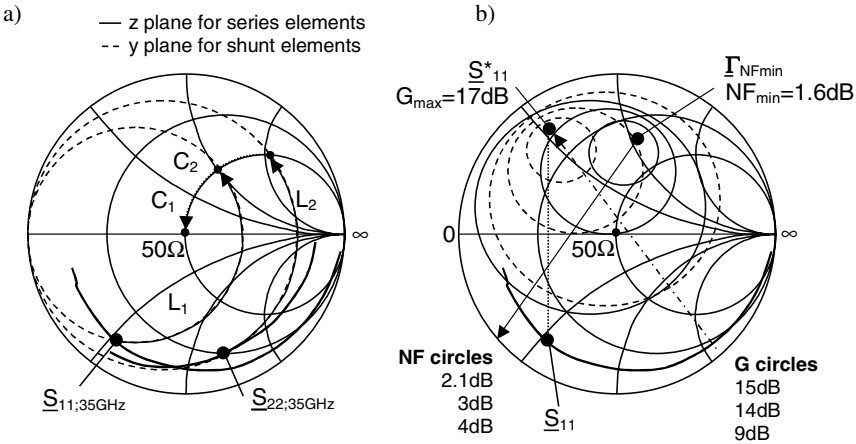 a)
— z plane for series elements
--- y plane for shunt elements
C2
C1
L2
50Ω
∞
L1
S11;35GHz
S22;35GHz
b)
S*11
Gmax=17dB
ΓNFmin
NFmin=1.6dB
0
50Ω
∞
NF circles
2.1dB
3dB
4dB
S11
G circles
15dB
14dB
9dB